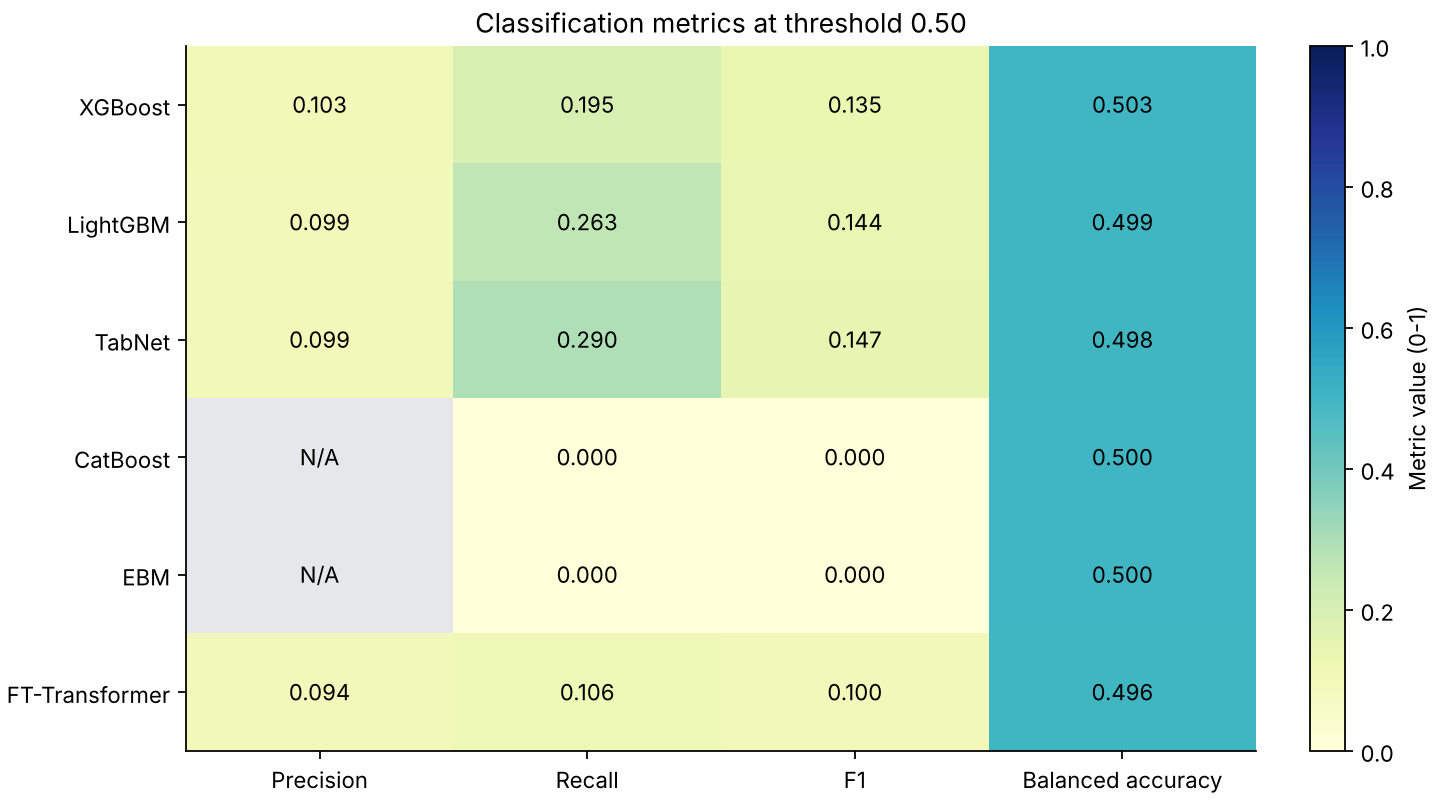 Classification metrics at threshold 0.50
XGBoost 0.103 0.195 0.135 0.503
LightGBM 0.099 0.263 0.144 0.499
TabNet 0.099 0.290 0.147 0.498
CatBoost N/A 0.000 0.000 0.500
EBM N/A 0.000 0.000 0.500
FT-Transformer 0.094 0.106 0.100 0.496
Precision Recall F1 Balanced accuracy
1.0
0.8
0.6
0.4
0.2
0.0
Metric value (0–1)